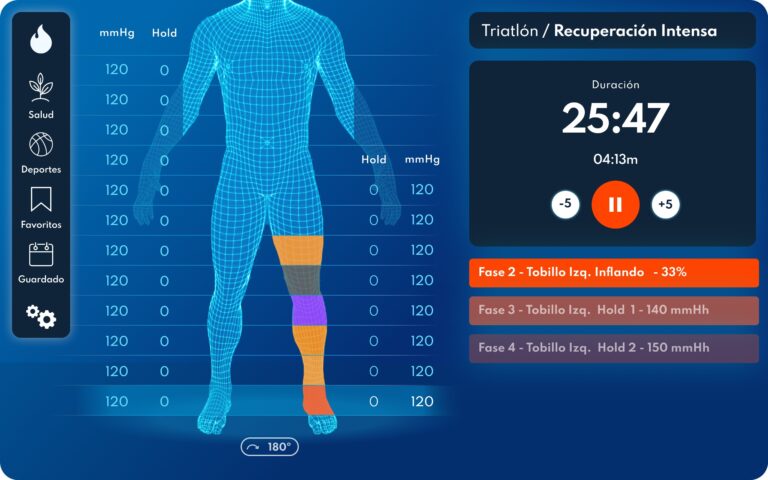 Salud
Deportes
Favoritos
Guardado
mmHg Hold
120 0
120 0
120 0
120 0
120 0
120 0
120 0
120 0
120 0
120 0
120 0
120 0
Hold mmHg
0 120
0 120
0 120
0 120
0 120
0 120
0 120
0 120
180°
Triatlón / Recuperación Intensa
Duración
25:47
04:13m
-5 +5
Fase 2 - Tobillo Izq. Inflando - 33%
Fase 3 - Tobillo Izq. Hold 1 - 140 mmHh
Fase 4 - Tobillo Izq. Hold 2 - 150 mmHh